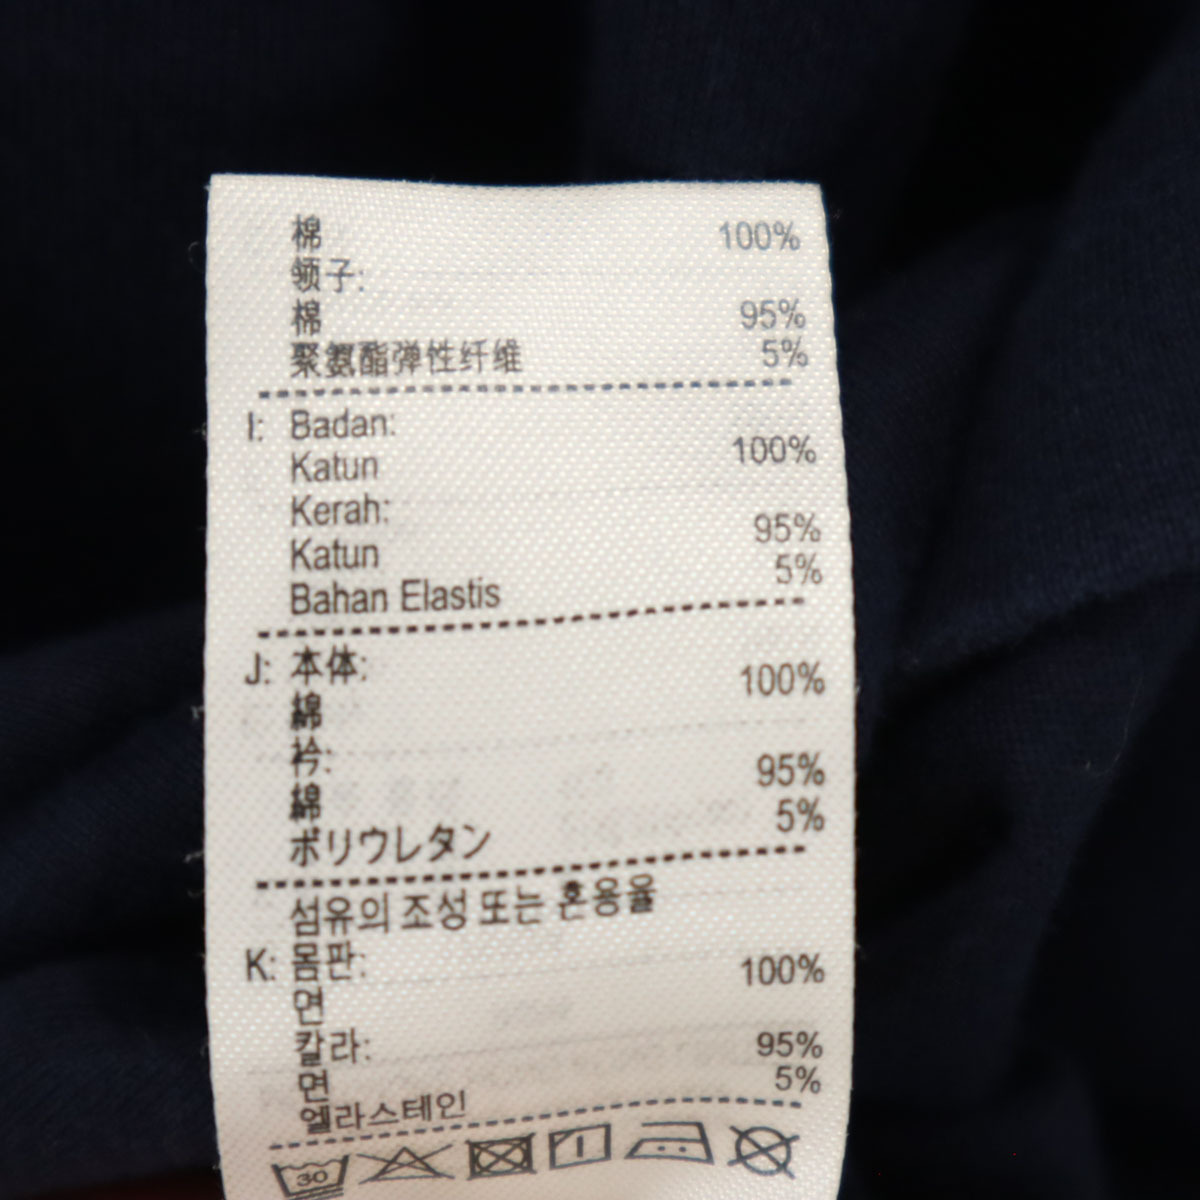 棉 100%
领子:
棉 95%
聚氨酯弹性纤维 5%
I: Badan:
Katun 100%
Kerah:
Katun 95%
Bahan Elastis 5%
J: 本体:
綿 100%
衿:
綿 95%
ポリウレタン 5%
섬유의 조성 또는 혼용율
K: 몸판:
면 100%
칼라:
면 95%
엘라스테인 5%
30